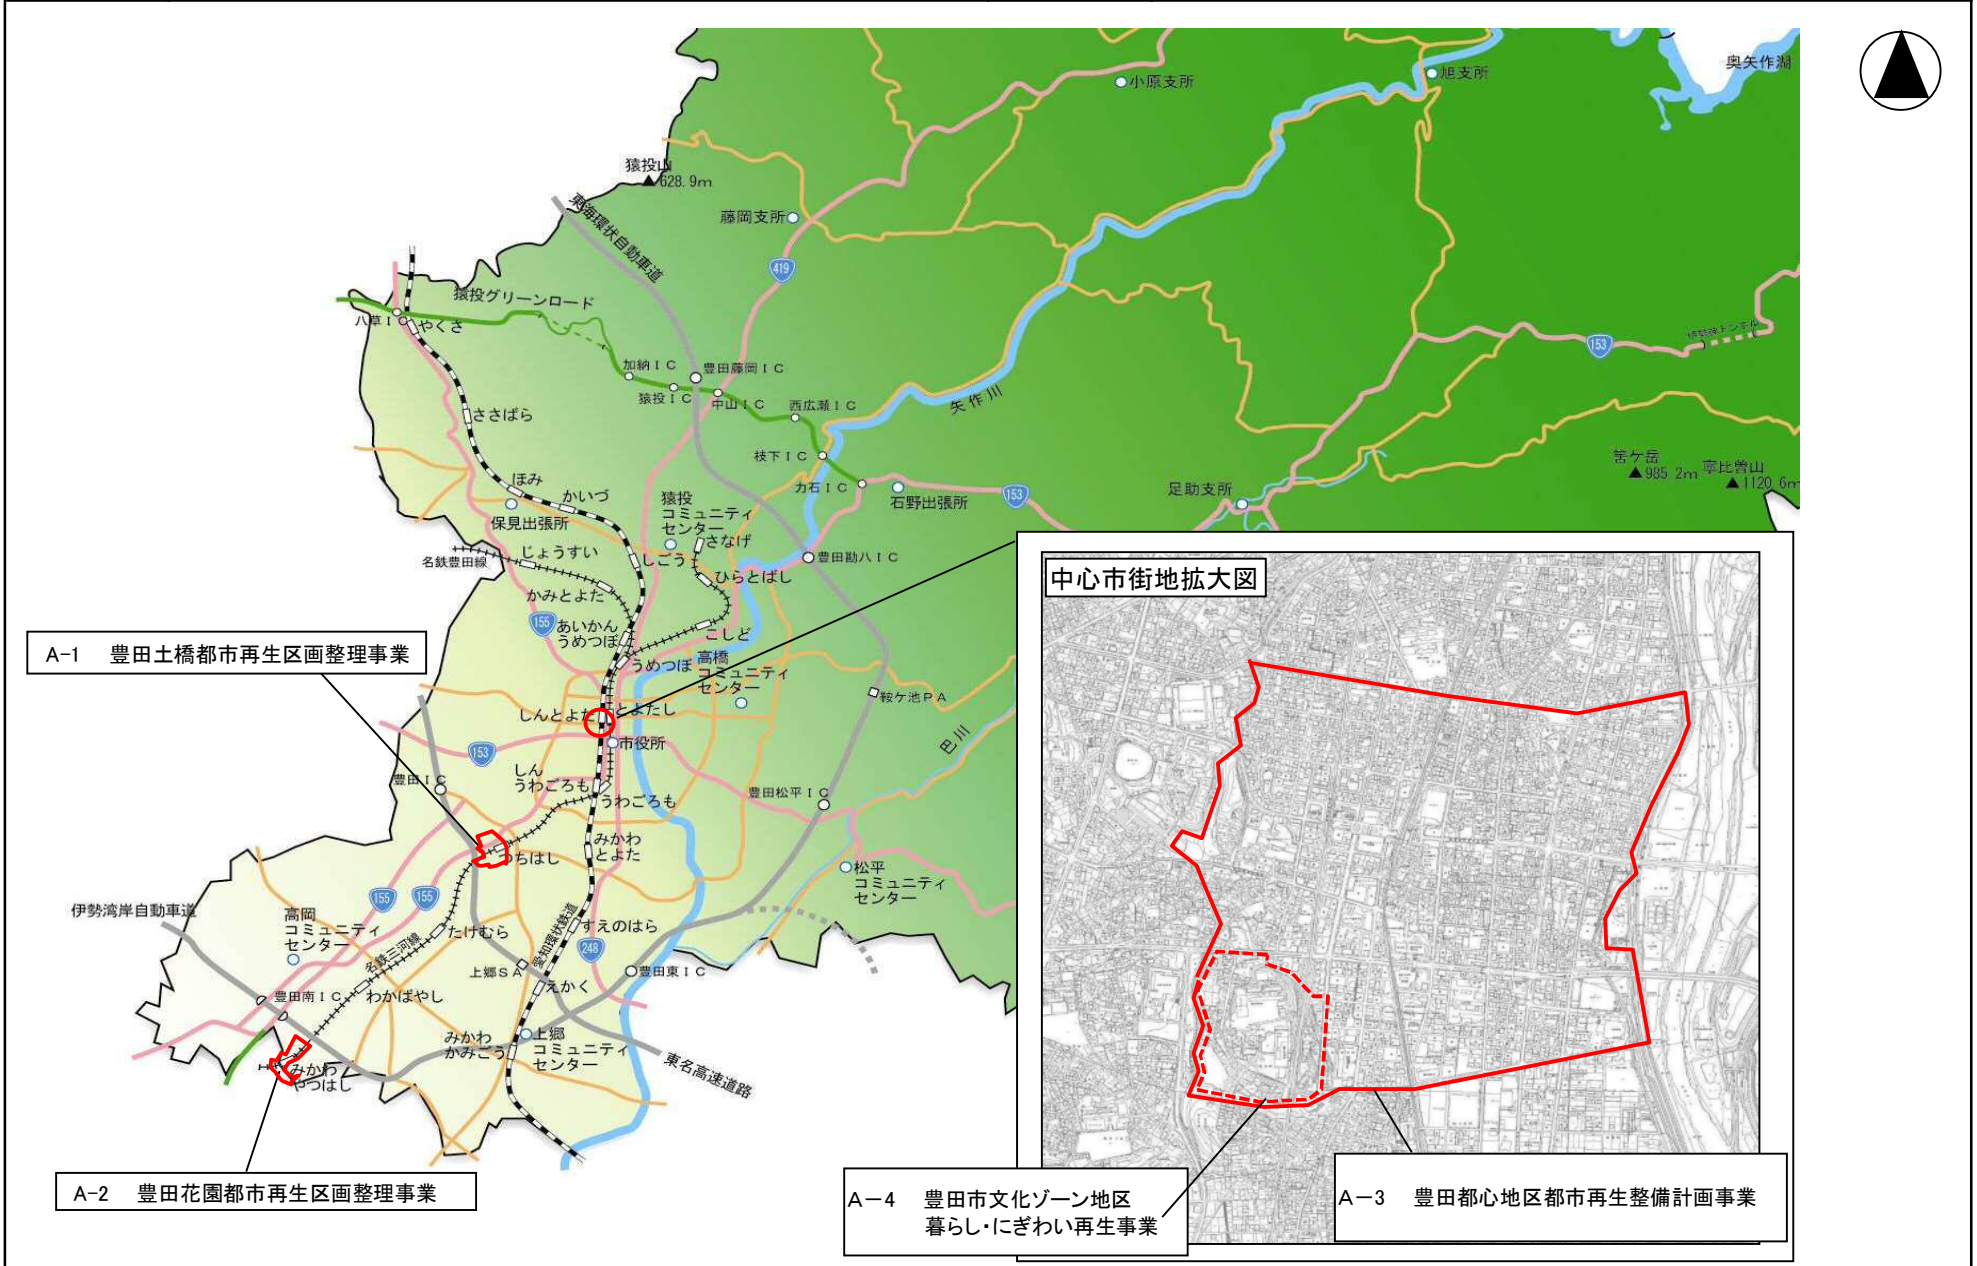 奥矢作湖
旭支所
小原支所
猿投山
628.9m
藤岡支所
東海環状自動車道
419
猿投グリーンロード
八草IC
やくさ
153
加納IC
豊田藤岡IC
猿投IC
中山IC
西広瀬IC
ささばら
矢作川
枝下IC
筈ケ岳
985.2m
寧比曽山
1120.6m
ほみ
かいづ
力石IC
石野出張所
153
足助支所
保見出張所
猿投
コミュニティ
センター
さなげ
名鉄豊田線
じょうすい
しごう
豊田勘八IC
ひらとばし
かみとよた
中心市街地拡大図
155
あいかん
うめつぼ
こしど
A-1 豊田土橋都市再生区画整理事業
うめつぼ
高橋
コミュニティ
センター
鞍ケ池PA
しんとよた
とよたし
市役所
巴川
153
豊田IC
しん
うわごろも
うわごろも
豊田松平IC
みかわ
とよた
つちはし
松平
コミュニティ
センター
155
155
伊勢湾岸自動車道
高岡
コミュニティ
センター
たけむら
愛知環状鉄道
すえのはら
248
名鉄三河線
上郷SA
豊田東IC
えかく
豊田南IC
わかばやし
みかわ
かみごう
上郷
コミュニティ
センター
東名高速道路
みかわ
やつはし
A-2 豊田花園都市再生区画整理事業
A-4 豊田市文化ゾーン地区
暮らし・にぎわい再生事業
A-3 豊田都心地区都市再生整備計画事業